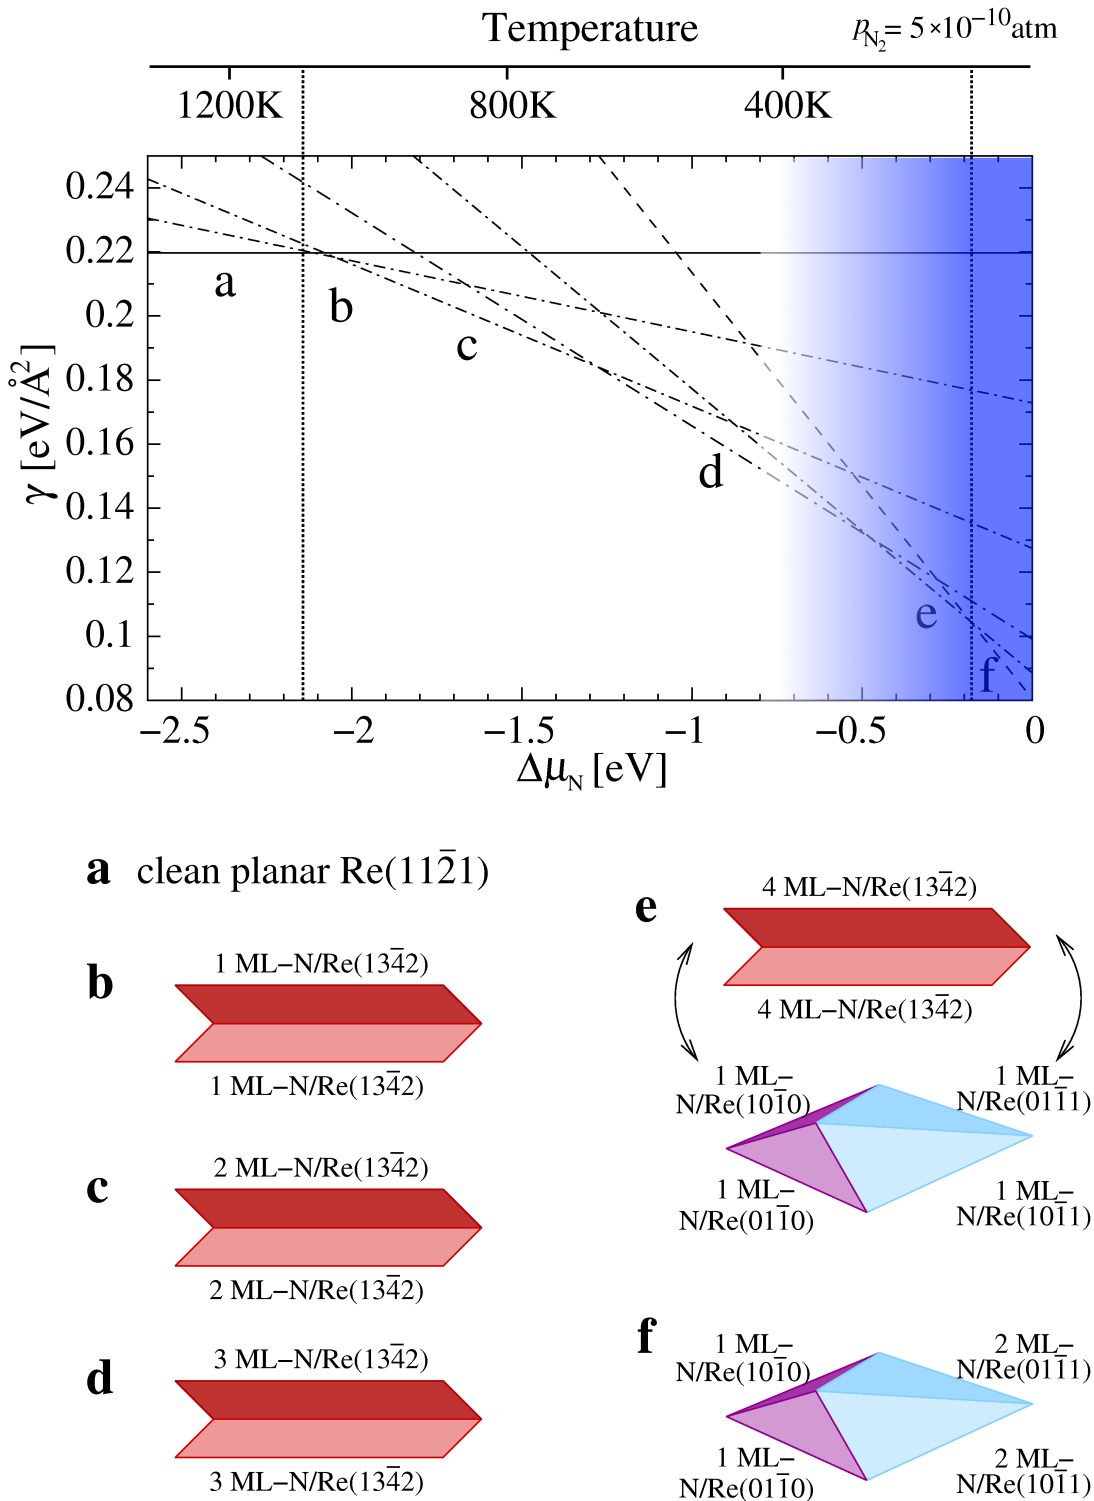 Temperature
pN₂= 5×10⁻¹⁰atm
1200K 800K 400K
0.24
0.22
0.2
0.18
0.16
0.14
0.12
0.1
0.08
γ [eV/Å²]
a
b
c
d
e
f
−2.5 −2 −1.5 −1 −0.5 0
Δμ_N [eV]
a clean planar Re(112̄1)
b
1 ML−N/Re(134̄2)
1 ML−N/Re(134̄2)
c
2 ML−N/Re(134̄2)
2 ML−N/Re(134̄2)
d
3 ML−N/Re(134̄2)
3 ML−N/Re(134̄2)
e
4 ML−N/Re(134̄2)
4 ML−N/Re(134̄2)
1 ML−
N/Re(101̄0)
1 ML−
N/Re(011̄1)
1 ML−
N/Re(011̄0)
1 ML−
N/Re(101̄1)
f
1 ML−
N/Re(101̄0)
2 ML−
N/Re(011̄1)
1 ML−
N/Re(011̄0)
2 ML−
N/Re(101̄1)